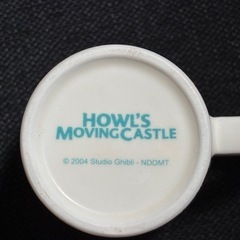 HOWL'S
MOVING CASTLE
© 2004 Studio Ghibli - NDDMT